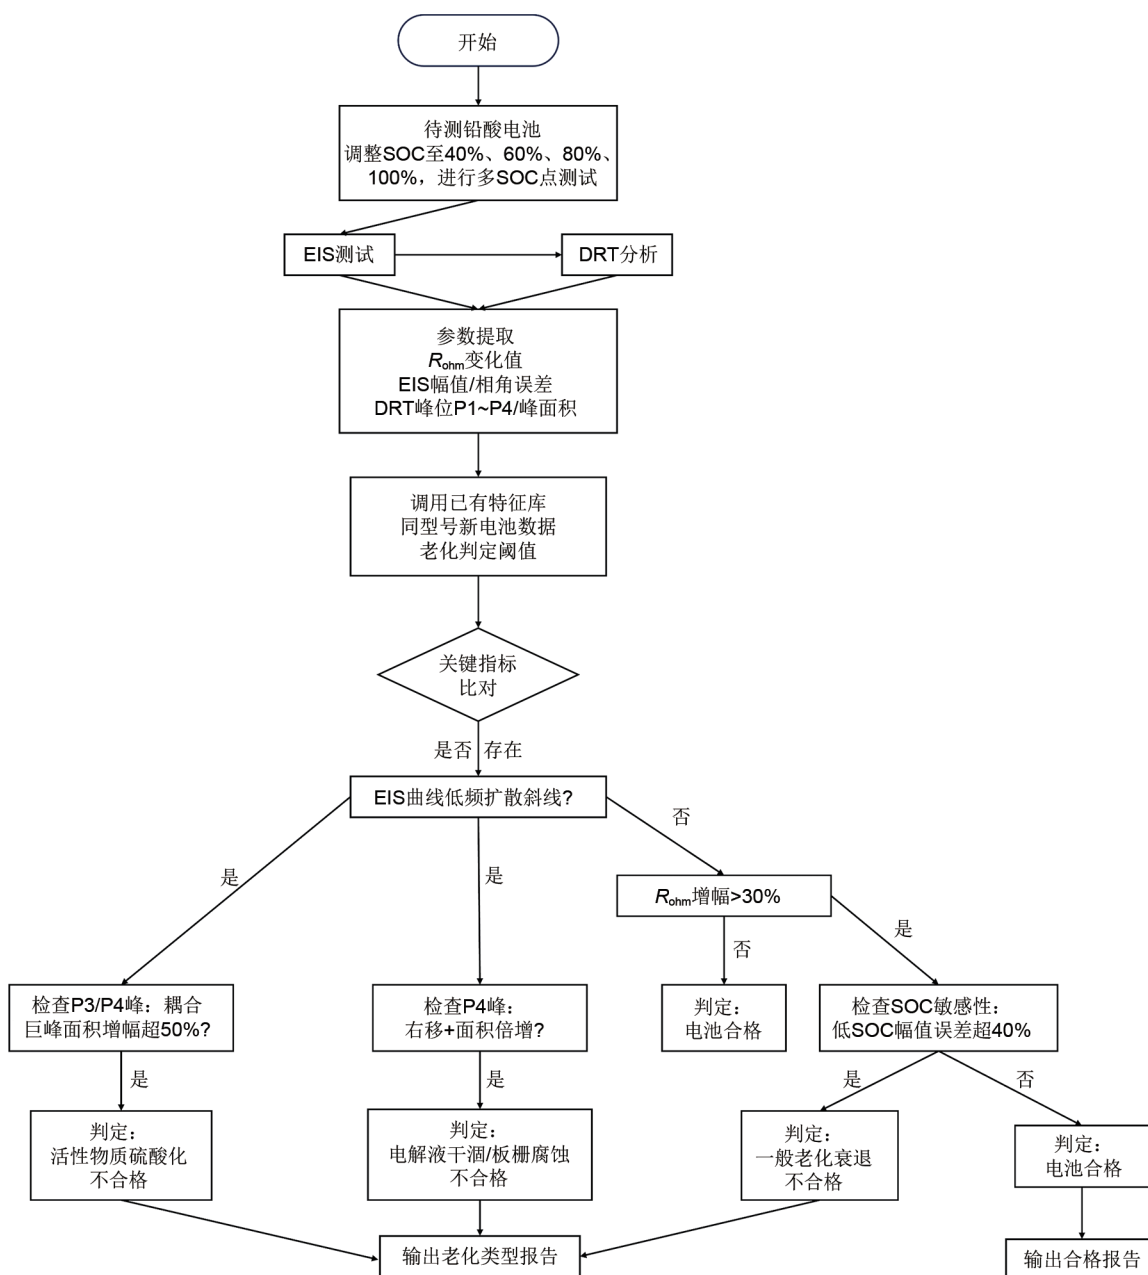 开始
待测铅酸电池
调整SOC至40%、60%、80%、
100%，进行多SOC点测试
EIS测试
DRT分析
参数提取
Rohm变化值
EIS幅值/相角误差
DRT峰位P1~P4/峰面积
调用已有特征库
同型号新电池数据
老化判定阈值
关键指标
比对
是否 存在
EIS曲线低频扩散斜线?
否
是
是
Rohm增幅>30%
是
否
检查P3/P4峰：耦合
巨峰面积增幅超50%?
检查P4峰：
右移+面积倍增?
判定：
电池合格
检查SOC敏感性：
低SOC幅值误差超40%
是
是
是
否
判定：
活性物质硫酸化
不合格
判定：
电解液干涸/板栅腐蚀
不合格
判定：
一般老化衰退
不合格
判定：
电池合格
输出老化类型报告
输出合格报告